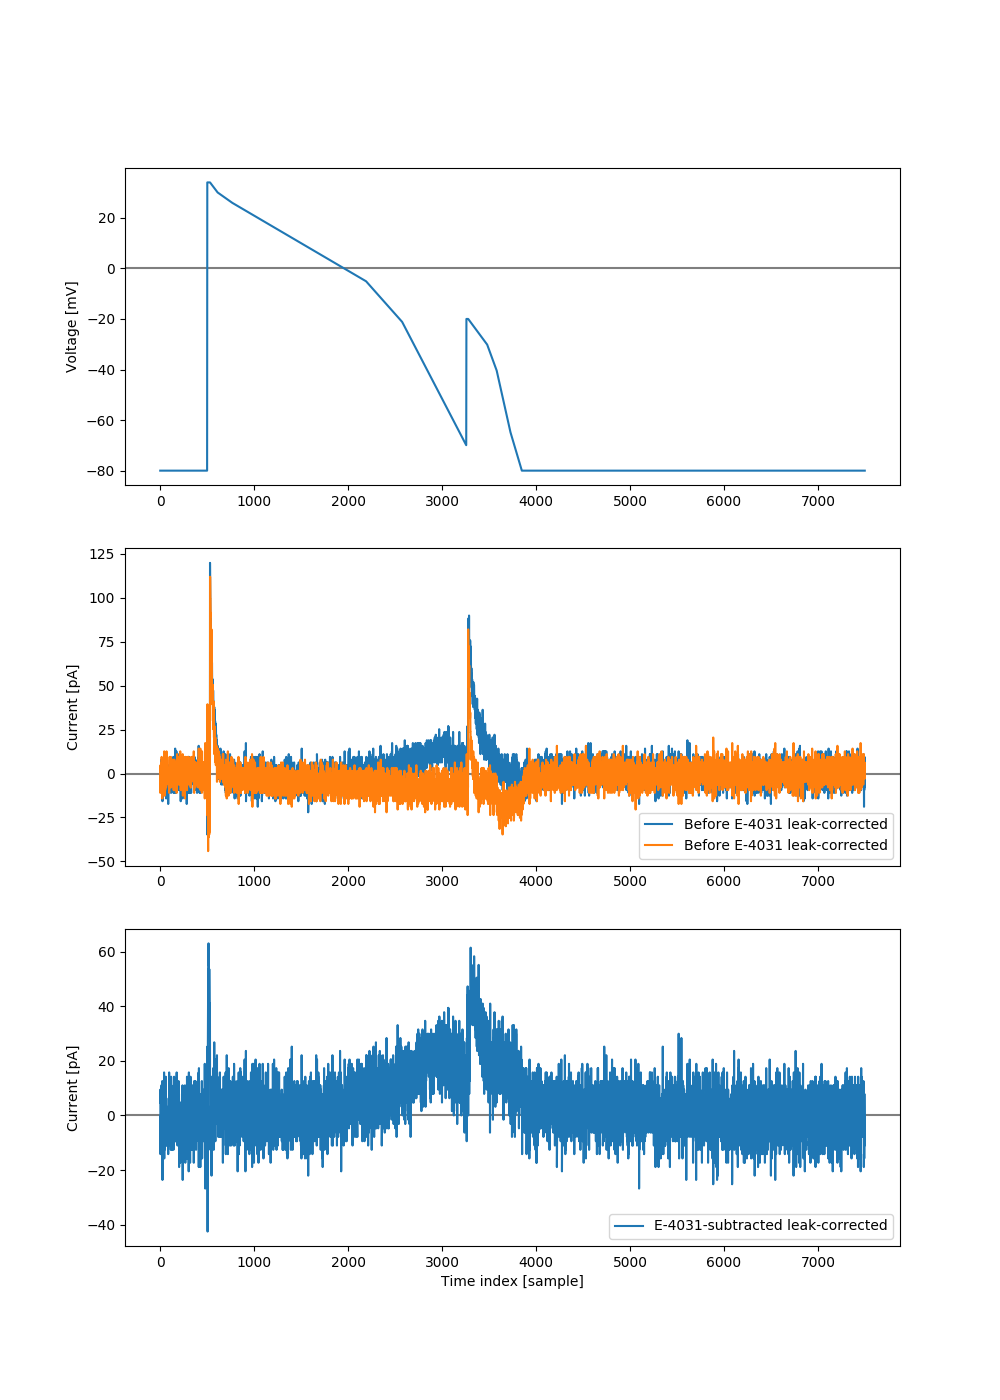 20
0
−20
−40
−60
−80
Voltage [mV]
0 1000 2000 3000 4000 5000 6000 7000
125
100
75
50
25
0
−25
−50
Current [pA]
Before E-4031 leak-corrected
Before E-4031 leak-corrected
0 1000 2000 3000 4000 5000 6000 7000
60
40
20
0
−20
−40
Current [pA]
E-4031-subtracted leak-corrected
0 1000 2000 3000 4000 5000 6000 7000
Time index [sample]